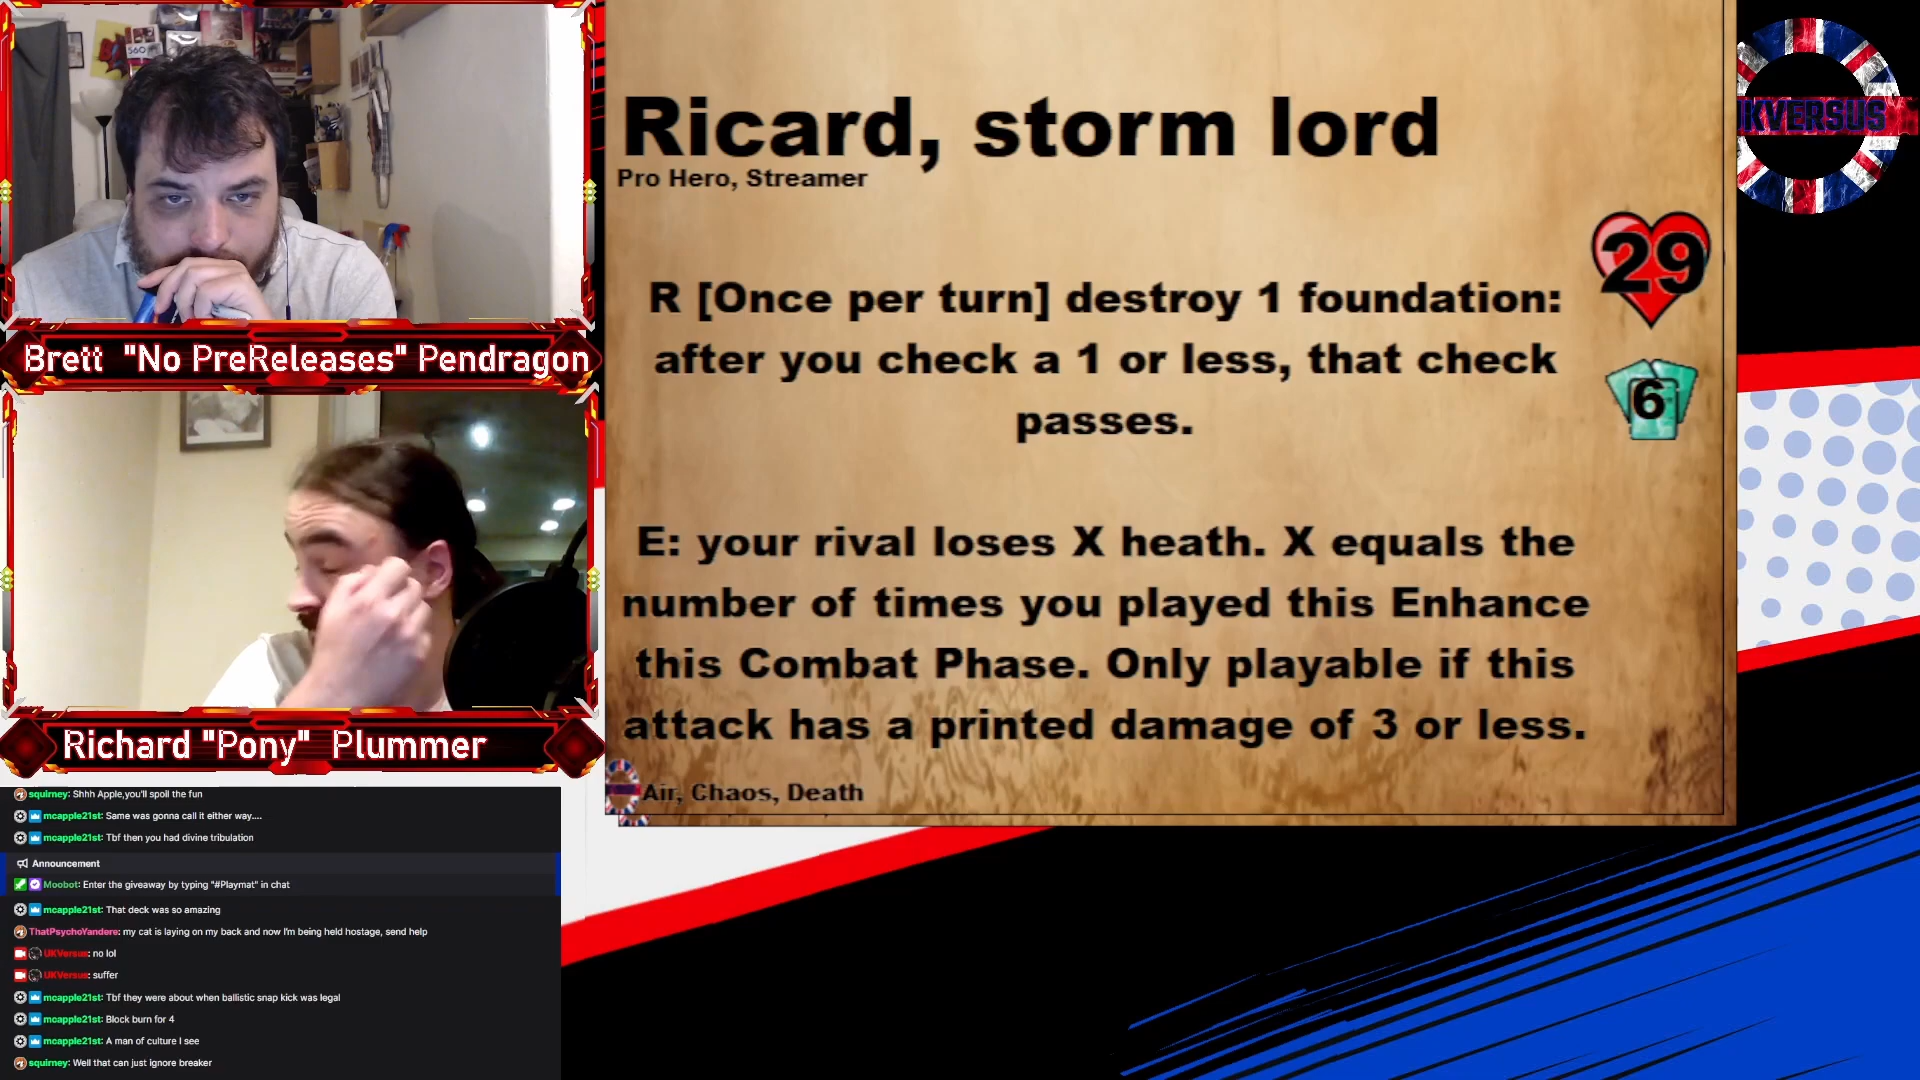 560
Brett "No PreReleases" Pendragon
Richard "Pony" Plummer
squirney: Shhh Apple,you'll spoil the fun
mcapple21st: Same was gonna call it either way....
mcapple21st: Tbf then you had divine tribulation
Announcement
Moobot: Enter the giveaway by typing "#Playmat" in chat
mcapple21st: That deck was so amazing
ThatPsychoYandere: my cat is laying on my back and now I'm being held hostage, send help
UKVersus: no lol
UKVersus: suffer
mcapple21st: Tbf they were about when ballistic snap kick was legal
mcapple21st: Block burn for 4
mcapple21st: A man of culture I see
squirney: Well that can just ignore breaker
Ricard, storm lord
Pro Hero, Streamer
29
6
R [Once per turn] destroy 1 foundation:
after you check a 1 or less, that check
passes.
E: your rival loses X heath. X equals the
number of times you played this Enhance
this Combat Phase. Only playable if this
attack has a printed damage of 3 or less.
Air, Chaos, Death
KVERSUS